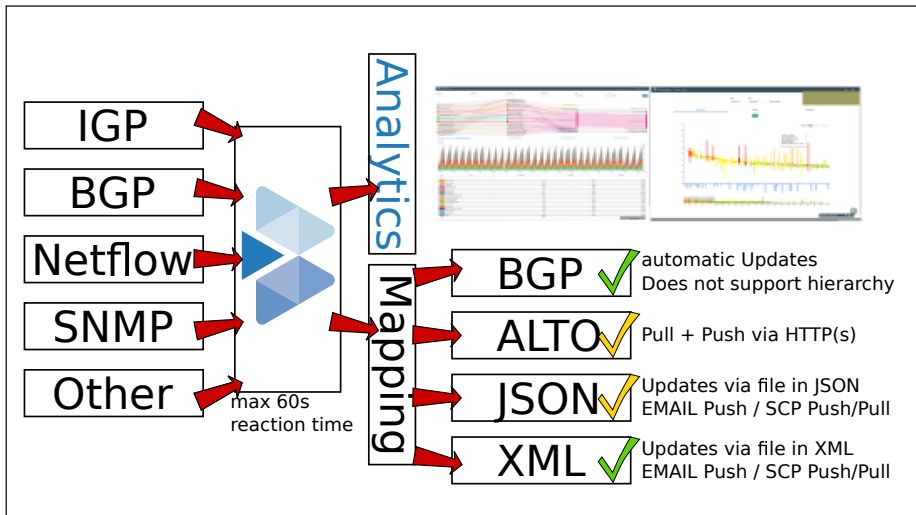 IGP
BGP
Netflow
SNMP
Other
max 60s
reaction time
Analytics
Mapping
BGP
automatic Updates
Does not support hierarchy
ALTO
Pull + Push via HTTP(s)
JSON
Updates via file in JSON
EMAIL Push / SCP Push/Pull
XML
Updates via file in XML
EMAIL Push / SCP Push/Pull